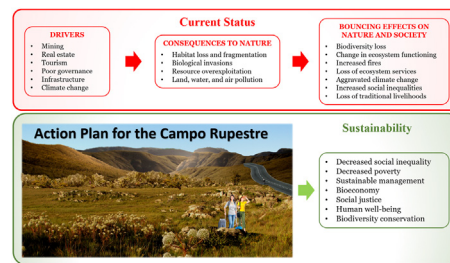 Current Status
DRIVERS
• Mining
• Real estate
• Tourism
• Poor governance
• Infrastructure
• Climate change
CONSEQUENCES TO NATURE
• Habitat loss and fragmentation
• Biological invasions
• Resource overexploitation
• Land, water, and air pollution
BOUNCING EFFECTS ON
NATURE AND SOCIETY
• Biodiversity loss
• Change in ecosystem functioning
• Increased fires
• Loss of ecosystem services
• Aggravated climate change
• Increased social inequalities
• Loss of traditional livelihoods
Action Plan for the Campo Rupestre
Sustainability
• Decreased social inequality
• Decreased poverty
• Sustainable management
• Bioeconomy
• Social justice
• Human well-being
• Biodiversity conservation